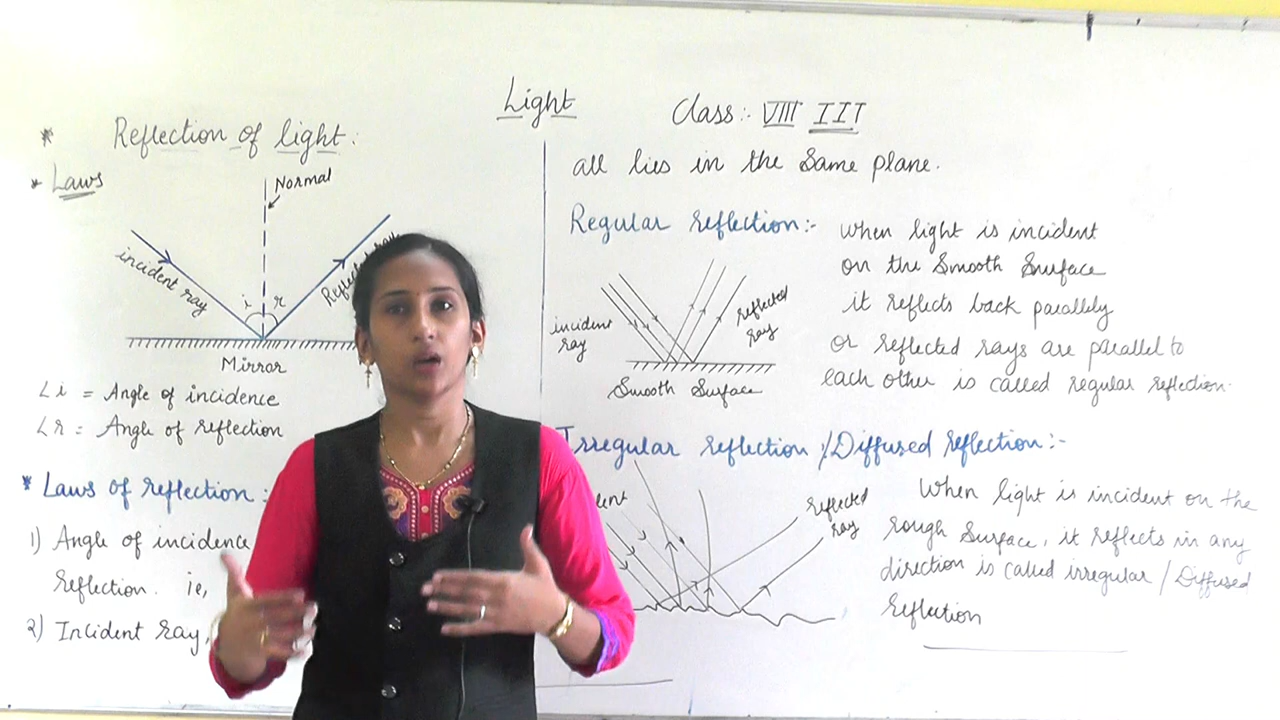 Light
Class:- VIII III
* Reflection of light:
* Laws
Normal
incident ray
i r
Reflected ray
Mirror
∠i = Angle of incidence
∠r = Angle of reflection
* Laws of reflection:
1) Angle of incidence
reflection. ie,
2) Incident ray,
all lies in the same plane.
Regular reflection:-
when light is incident
on the smooth surface
it reflects back parallely
or reflected rays are parallel to
each other is called regular reflection.
incident
ray
reflected
ray
Smooth Surface
Irregular reflection / Diffused reflection:-
reflected
ray
When light is incident on the
rough surface, it reflects in any
direction is called irregular / Diffused
reflection